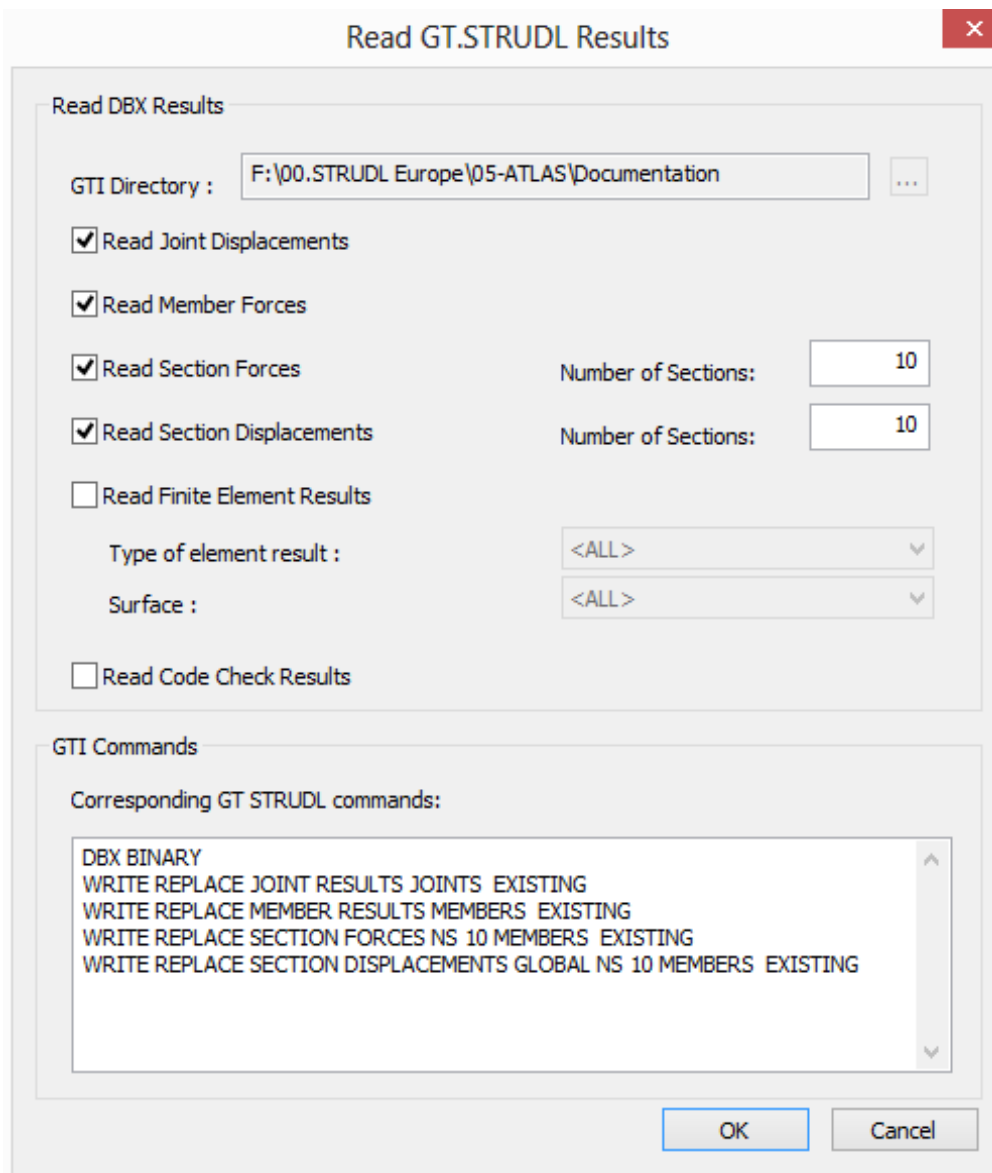 Read GT.STRUDL Results
Read DBX Results
GTI Directory : F:\00.STRUDL Europe\05-ATLAS\Documentation ...
Read Joint Displacements
Read Member Forces
Read Section Forces Number of Sections: 10
Read Section Displacements Number of Sections: 10
Read Finite Element Results
Type of element result : <ALL>
Surface : <ALL>
Read Code Check Results
GTI Commands
Corresponding GT STRUDL commands:
DBX BINARY
WRITE REPLACE JOINT RESULTS JOINTS  EXISTING
WRITE REPLACE MEMBER RESULTS MEMBERS  EXISTING
WRITE REPLACE SECTION FORCES NS 10 MEMBERS  EXISTING
WRITE REPLACE SECTION DISPLACEMENTS GLOBAL NS 10 MEMBERS  EXISTING
OK Cancel